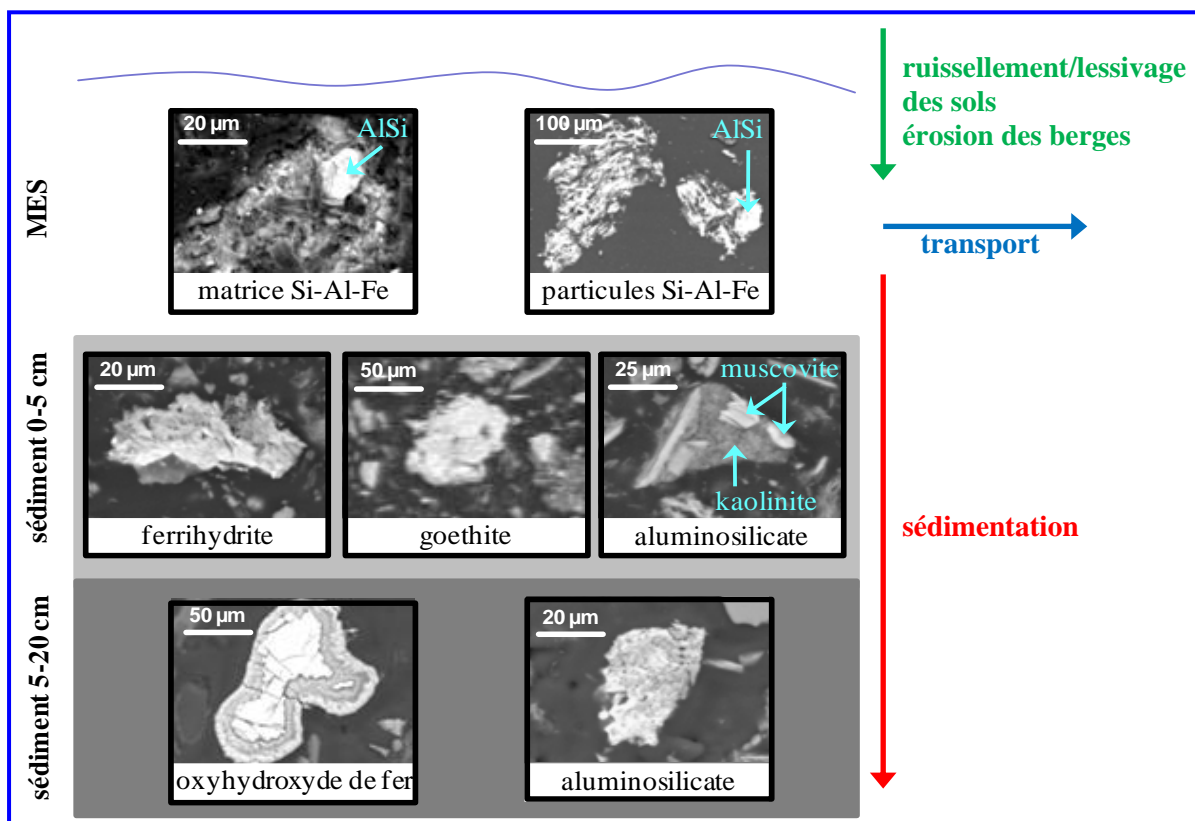 ruissellement/lessivage
des sols
érosion des berges
transport
sédimentation
MES
20 µm
AlSi
matrice Si-Al-Fe
100 µm
AlSi
particules Si-Al-Fe
sédiment 0-5 cm
20 µm
ferrihydrite
50 µm
goethite
25 µm
muscovite
kaolinite
aluminosilicate
sédiment 5-20 cm
50 µm
oxyhydroxyde de fer
20 µm
aluminosilicate